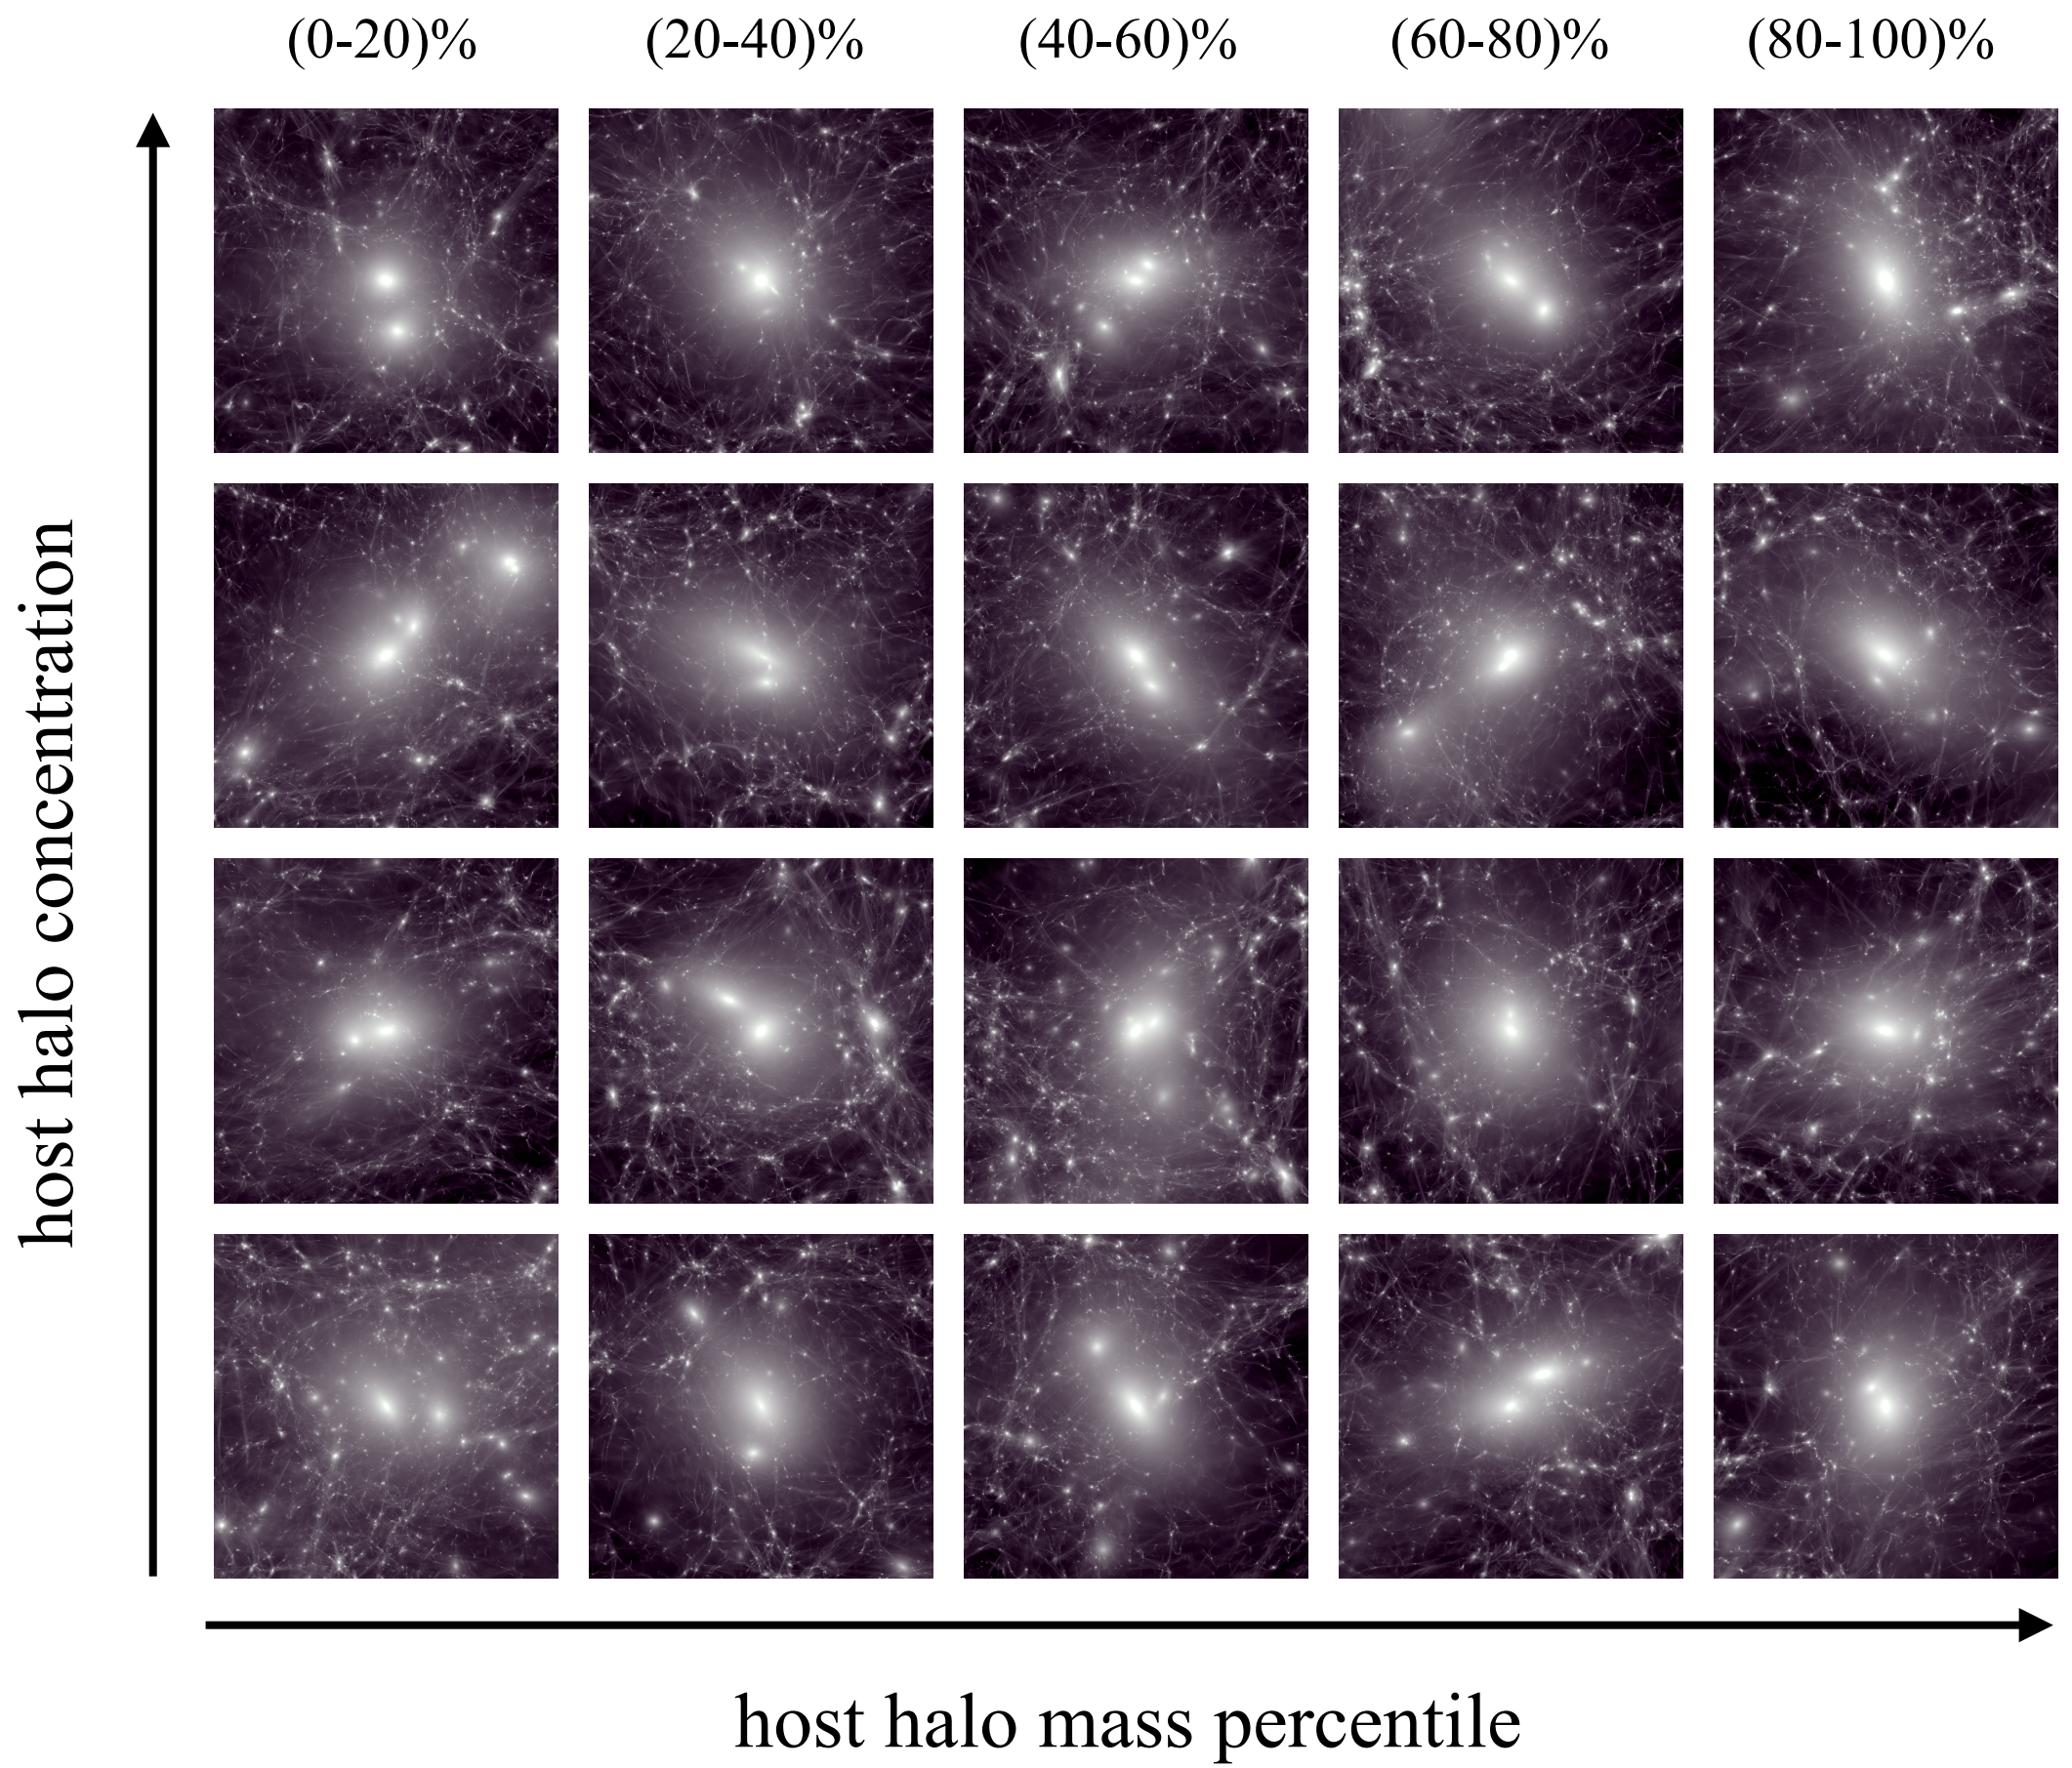 (0-20)%
(20-40)%
(40-60)%
(60-80)%
(80-100)%
host halo concentration
host halo mass percentile